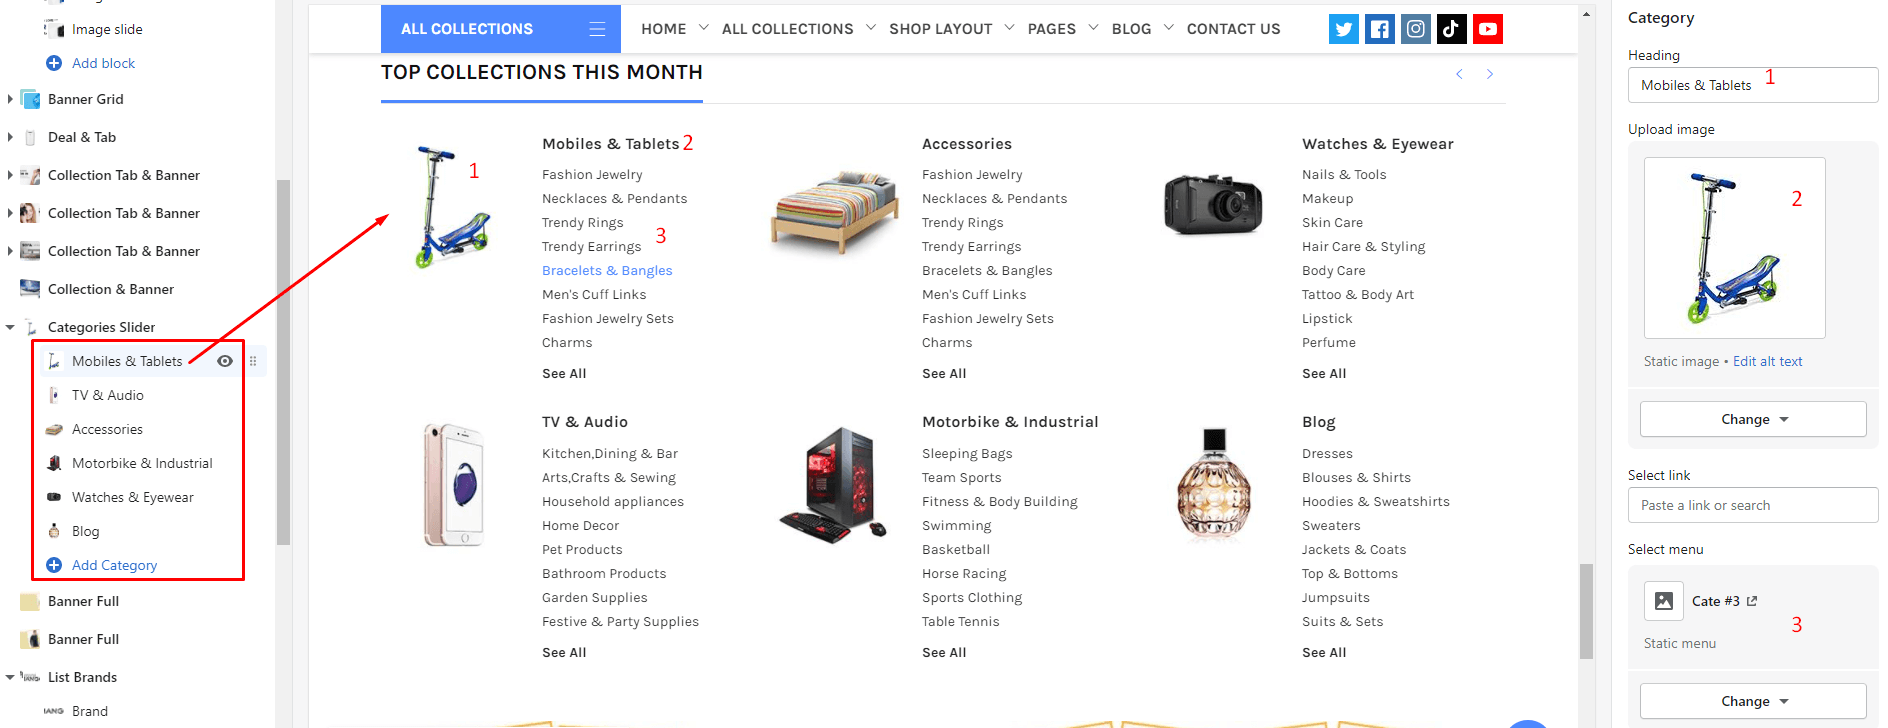 Image slide
Add block
Banner Grid
Deal & Tab
Collection Tab & Banner
Collection Tab & Banner
Collection Tab & Banner
Collection & Banner
Categories Slider
Mobiles & Tablets
TV & Audio
Accessories
Motorbike & Industrial
Watches & Eyewear
Blog
Add Category
Banner Full
Banner Full
List Brands
Brand
ALL COLLECTIONS HOME ALL COLLECTIONS SHOP LAYOUT PAGES BLOG CONTACT US
TOP COLLECTIONS THIS MONTH
1
Mobiles & Tablets 2
Fashion Jewelry
Necklaces & Pendants
Trendy Rings
Trendy Earrings 3
Bracelets & Bangles
Men's Cuff Links
Fashion Jewelry Sets
Charms
See All
Accessories
Fashion Jewelry
Necklaces & Pendants
Trendy Rings
Trendy Earrings
Bracelets & Bangles
Men's Cuff Links
Fashion Jewelry Sets
Charms
See All
Watches & Eyewear
Nails & Tools
Makeup
Skin Care
Hair Care & Styling
Body Care
Tattoo & Body Art
Lipstick
Perfume
See All
TV & Audio
Kitchen,Dining & Bar
Arts,Crafts & Sewing
Household appliances
Home Decor
Pet Products
Bathroom Products
Garden Supplies
Festive & Party Supplies
See All
Motorbike & Industrial
Sleeping Bags
Team Sports
Fitness & Body Building
Swimming
Basketball
Horse Racing
Sports Clothing
Table Tennis
See All
Blog
Dresses
Blouses & Shirts
Hoodies & Sweatshirts
Sweaters
Jackets & Coats
Top & Bottoms
Jumpsuits
Suits & Sets
See All
Category
Heading
Mobiles & Tablets 1
Upload image
2
Static image • Edit alt text
Change
Select link
Paste a link or search
Select menu
Cate #3
3
Static menu
Change